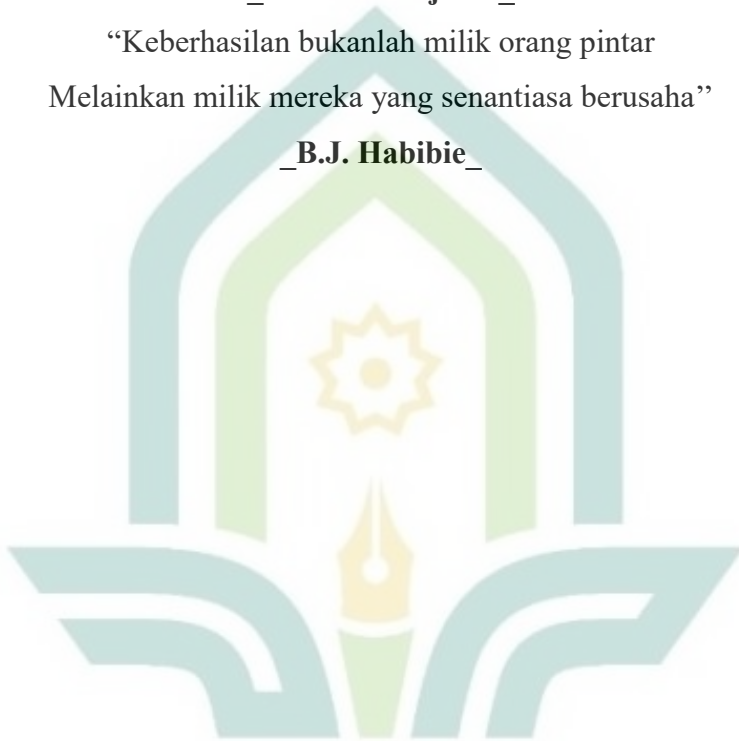 “Keberhasilan bukanlah milik orang pintar
Melainkan milik mereka yang senantiasa berusaha’’
_B.J. Habibie_